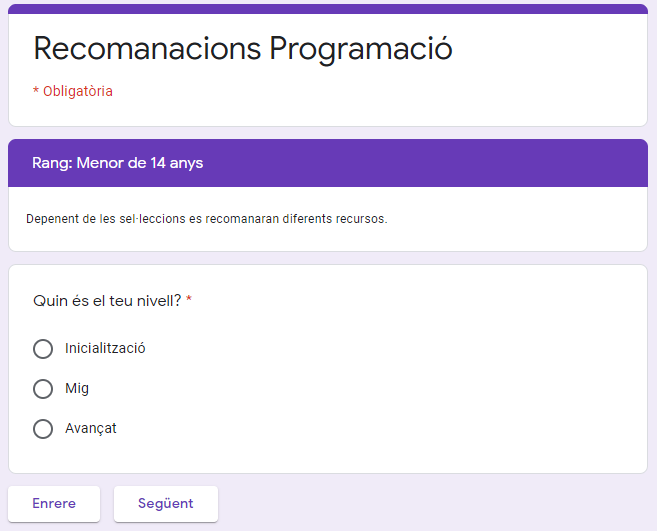 Recomanacions Programació
* Obligatòria
Rang: Menor de 14 anys
Depenent de les sel·leccions es recomanaran diferents recursos.
Quin és el teu nivell? *
Inicialització
Mig
Avançat
Enrere
Següent